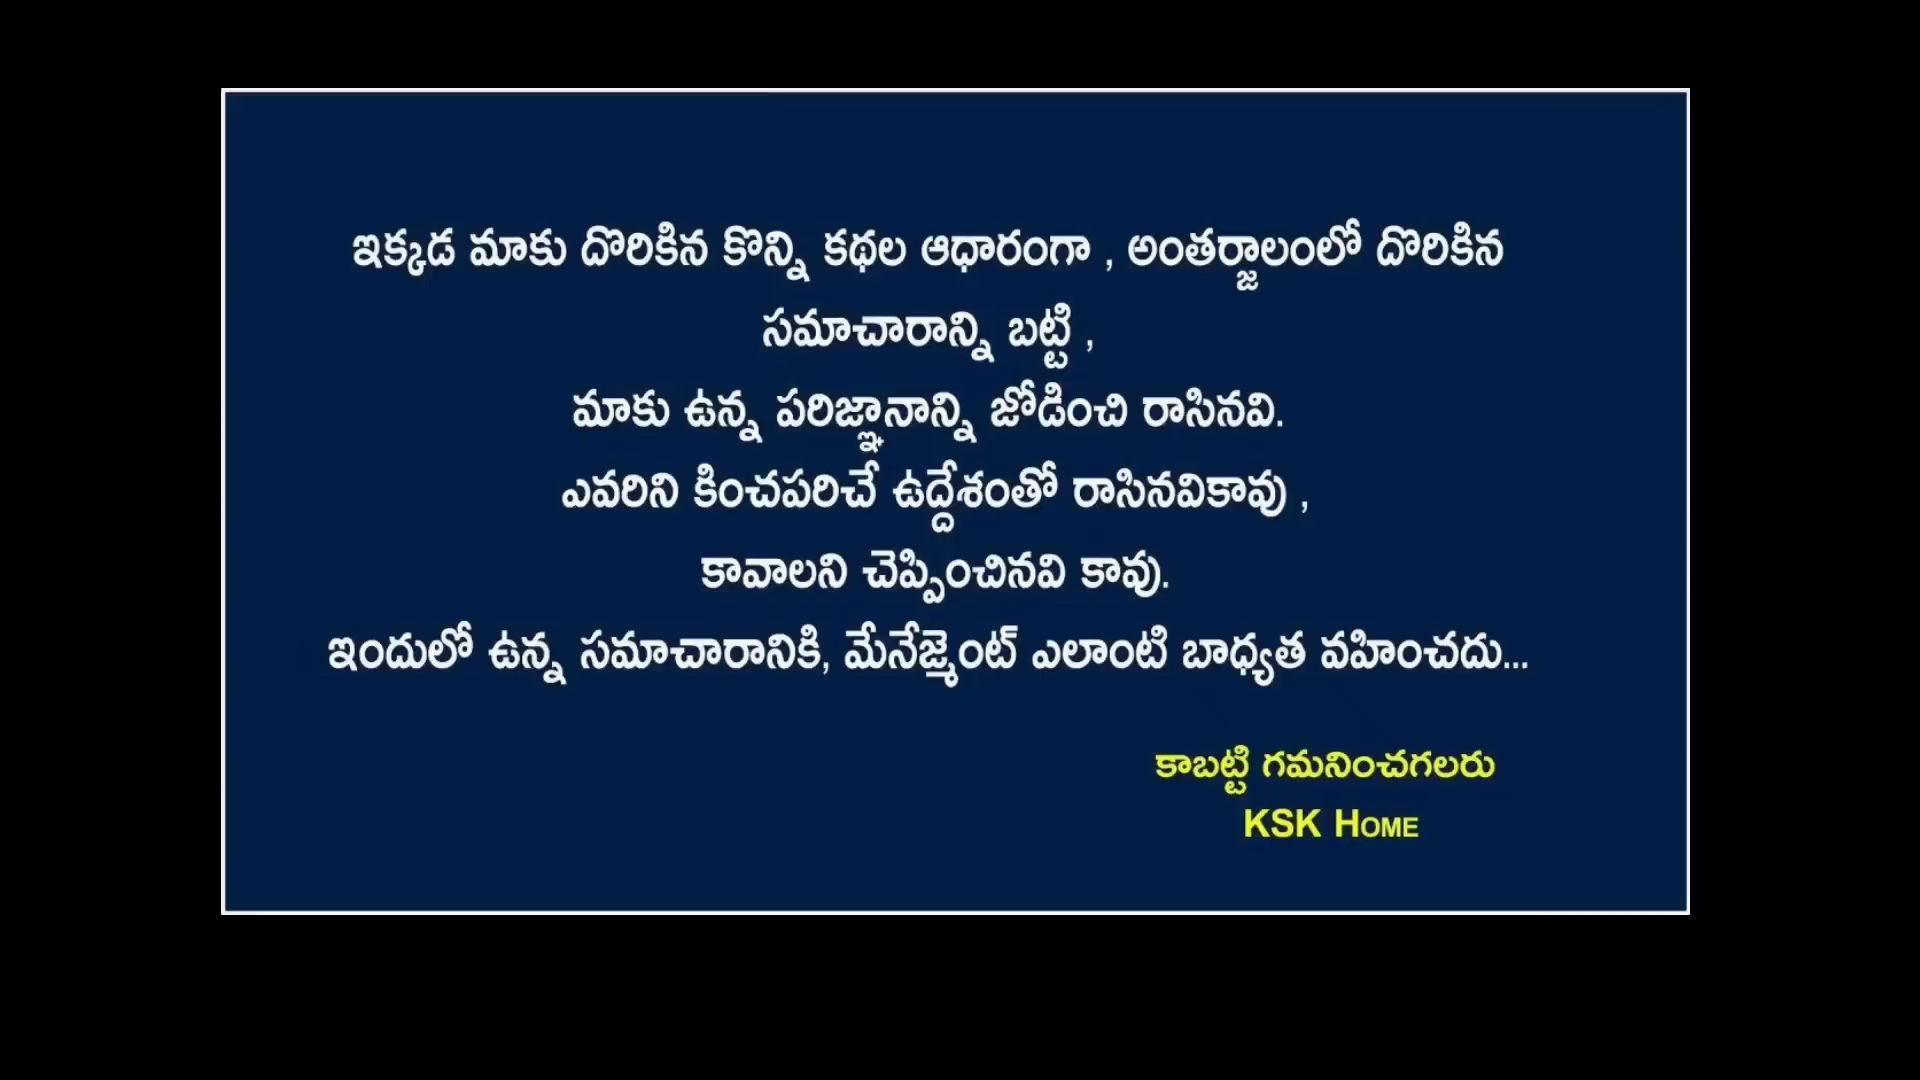 ఇక్కడ మాకు దొరికిన కొన్ని కథల ఆధారంగా , అంతర్జాలంలో దొరికిన
సమాచారాన్ని బట్టి ,
మాకు ఉన్న పరిజ్ఞానాన్ని జోడించి రాసినవి.
ఎవరిని కించపరిచే ఉద్దేశంతో రాసినవికావు ,
కావాలని చెప్పించినవి కావు.
ఇందులో ఉన్న సమాచారానికి, మేనేజ్మెంట్ ఎలాంటి బాధ్యత వహించదు...
కాబట్టి గమనించగలరు
KSK HOME